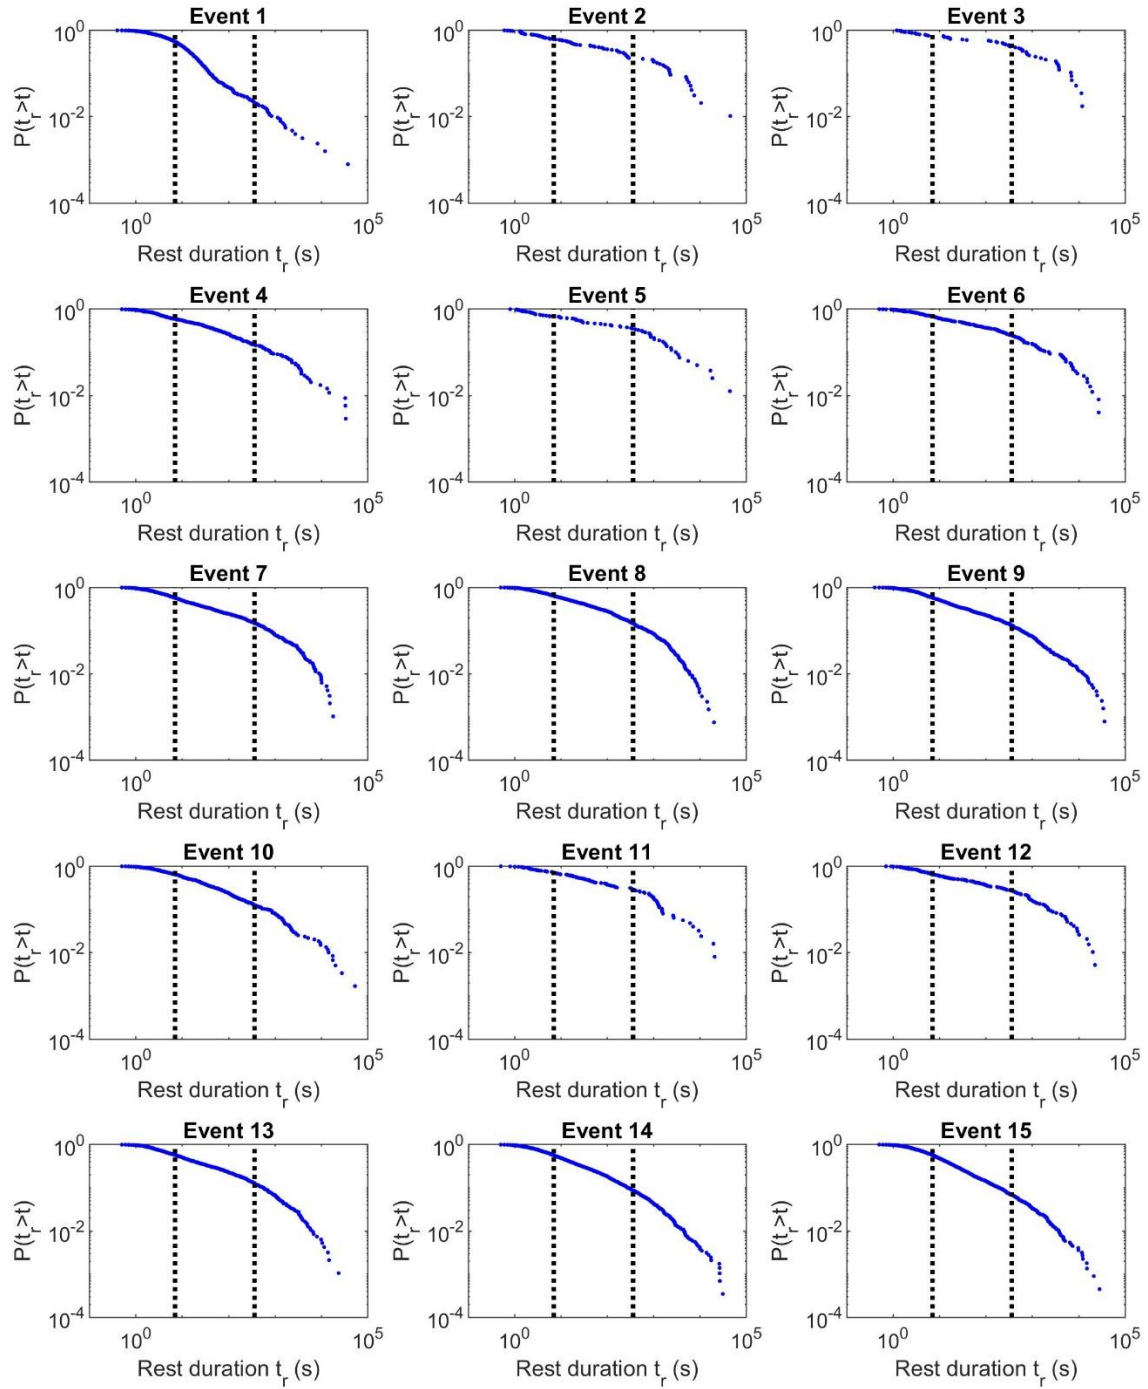 Event 1 Event 2 Event 3
10^0 10^0 10^0
P(t_r>t) P(t_r>t) P(t_r>t)
10^-2 10^-2 10^-2
10^-4 10^-4 10^-4
10^0 10^5 10^0 10^5 10^0 10^5
Rest duration t_r (s) Rest duration t_r (s) Rest duration t_r (s)
Event 4 Event 5 Event 6
10^0 10^0 10^0
P(t_r>t) P(t_r>t) P(t_r>t)
10^-2 10^-2 10^-2
10^-4 10^-4 10^-4
10^0 10^5 10^0 10^5 10^0 10^5
Rest duration t_r (s) Rest duration t_r (s) Rest duration t_r (s)
Event 7 Event 8 Event 9
10^0 10^0 10^0
P(t_r>t) P(t_r>t) P(t_r>t)
10^-2 10^-2 10^-2
10^-4 10^-4 10^-4
10^0 10^5 10^0 10^5 10^0 10^5
Rest duration t_r (s) Rest duration t_r (s) Rest duration t_r (s)
Event 10 Event 11 Event 12
10^0 10^0 10^0
P(t_r>t) P(t_r>t) P(t_r>t)
10^-2 10^-2 10^-2
10^-4 10^-4 10^-4
10^0 10^5 10^0 10^5 10^0 10^5
Rest duration t_r (s) Rest duration t_r (s) Rest duration t_r (s)
Event 13 Event 14 Event 15
10^0 10^0 10^0
P(t_r>t) P(t_r>t) P(t_r>t)
10^-2 10^-2 10^-2
10^-4 10^-4 10^-4
10^0 10^5 10^0 10^5 10^0 10^5
Rest duration t_r (s) Rest duration t_r (s) Rest duration t_r (s)